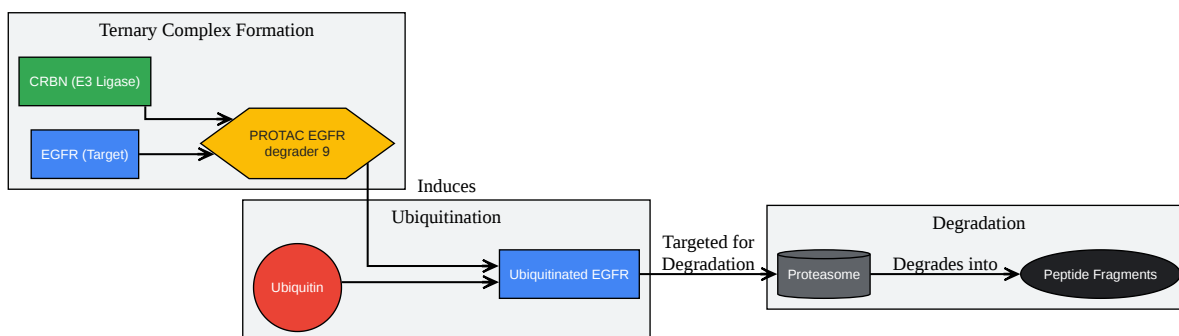 Ternary Complex Formation
CRBN (E3 Ligase)
EGFR (Target)
PROTAC EGFR
degrader 9
Induces
Ubiquitination
Ubiquitin
Ubiquitinated EGFR
Targeted for
Degradation
Degradation
Proteasome
Degrades into
Peptide Fragments